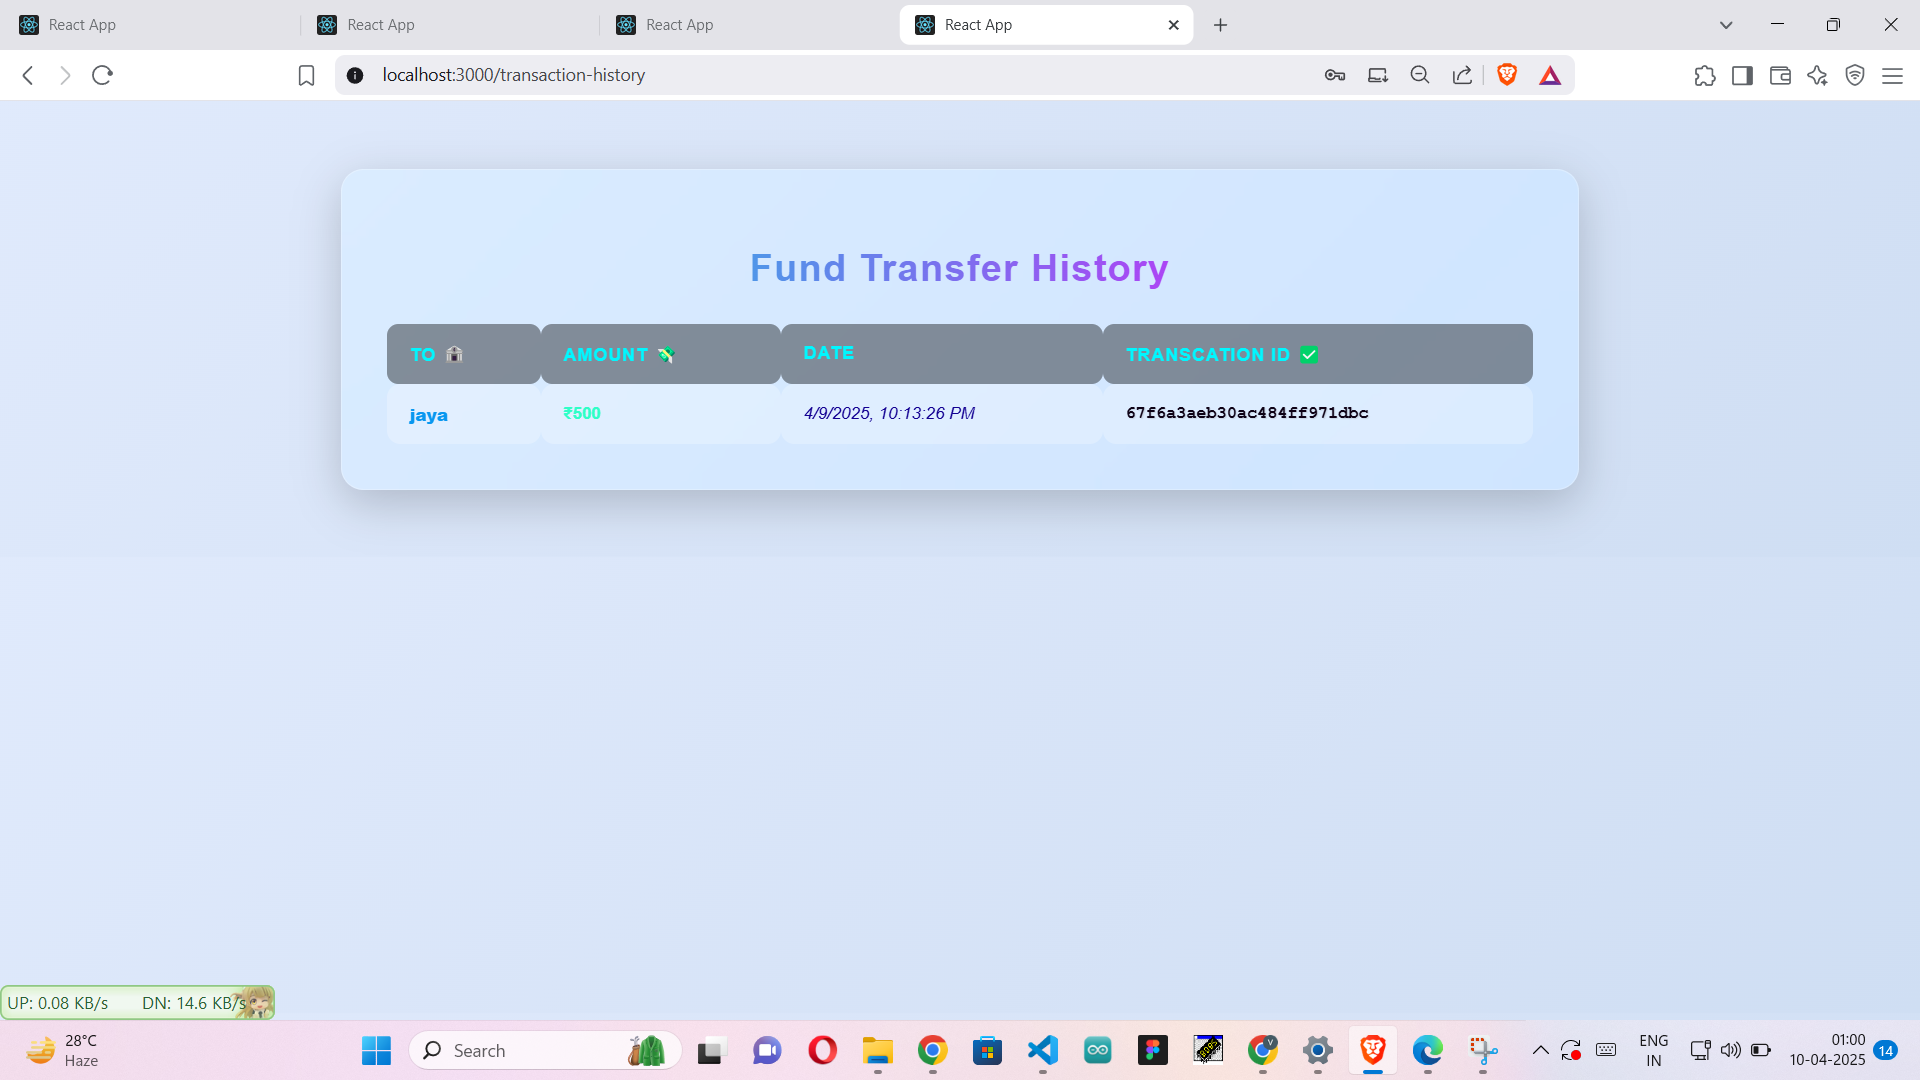 React App
React App
React App
React App
localhost:3000/transaction-history
Fund Transfer History
TO 🏦 AMOUNT 💸 DATE TRANSCATION ID ✅
jaya ₹500 4/9/2025, 10:13:26 PM 67f6a3aeb30ac484ff971dbc
UP: 0.08 KB/s DN: 14.6 KB/s
28°C
Haze
Search
ENG
IN
01:00
10-04-2025
14